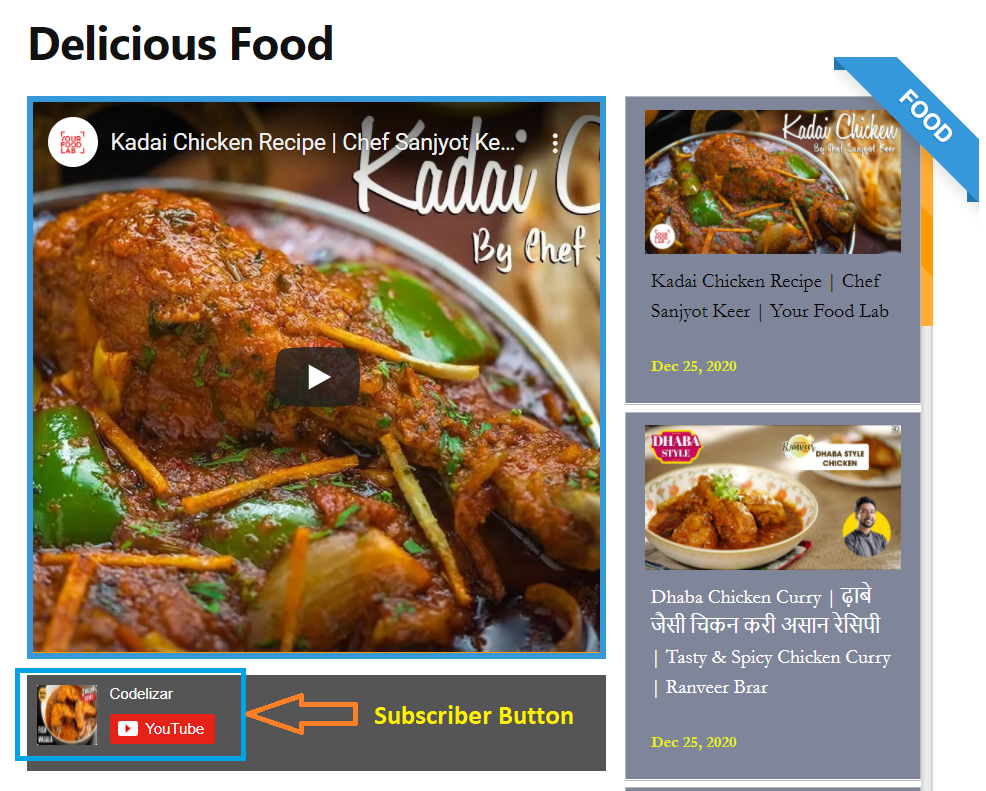 Delicious Food
FOOD
YOUR
FOOD
LAB
Kadai Chicken Recipe | Chef Sanjyot Ke...
Kadai C
By Chef S
Codelizar
YouTube
Subscriber Button
Kadai Chicken
By Chef Sanjyot Keer
YOUR
FOOD
LAB
Kadai Chicken Recipe | Chef
Sanjyot Keer | Your Food Lab
Dec 25, 2020
DHABA
STYLE
Ranveer
DHABA STYLE
CHICKEN
Dhaba Chicken Curry | ढ़ाबे
जैसी चिकन करी असान रेसिपी
| Tasty & Spicy Chicken Curry
| Ranveer Brar
Dec 25, 2020